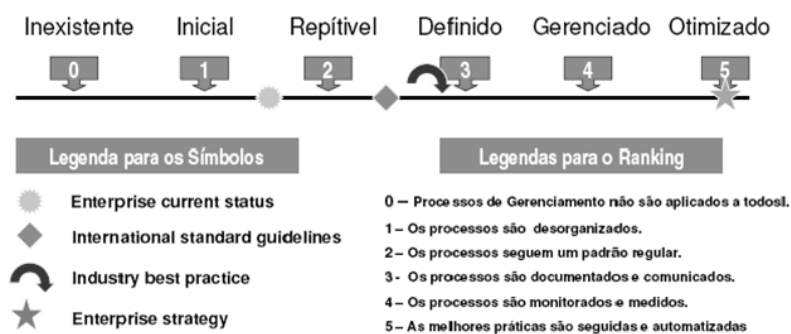 Inexistente Inicial Repítivel Definido Gerenciado Otimizado
0 1 2 3 4 5
Legenda para os Símbolos
Enterprise current status
International standard guidelines
Industry best practice
Enterprise strategy
Legendas para o Ranking
0 – Processos de Gerenciamento não são aplicados a todosl.
1 – Os processos são desorganizados.
2 – Os processos seguem um padrão regular.
3 - Os processos são documentados e comunicados.
4 – Os processos são monitorados e medidos.
5 – As melhores práticas são seguidas e automatizadas